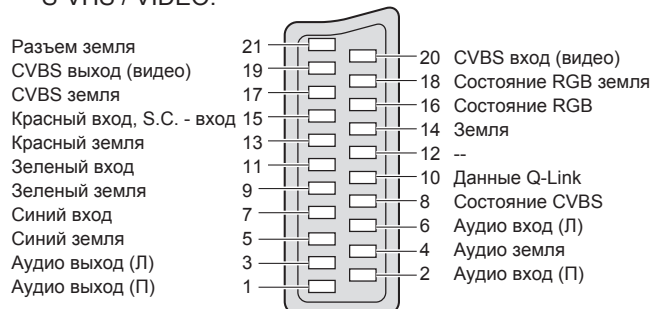 S-VHS / VIDEO.
Разъем земля 21
CVBS выход (видео) 19
CVBS земля 17
Красный вход, S.C. - вход 15
Красный земля 13
Зеленый вход 11
Зеленый земля 9
Синий вход 7
Синий земля 5
Аудио выход (Л) 3
Аудио выход (П) 1
20 CVBS вход (видео)
18 Состояние RGB земля
16 Состояние RGB
14 Земля
12 --
10 Данные Q-Link
8 Состояние CVBS
6 Аудио вход (Л)
4 Аудио земля
2 Аудио вход (П)